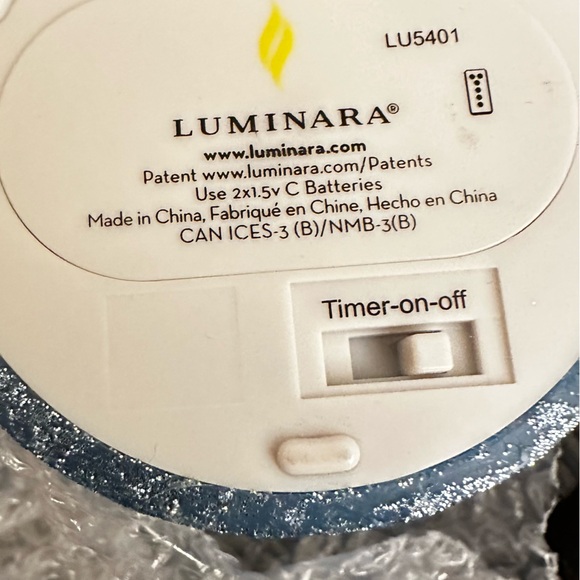 LU5401
LUMINARA®
www.luminara.com
Patent www.luminara.com/Patents
Use 2x1.5v C Batteries
Made in China, Fabriqué en Chine, Hecho en China
CAN ICES-3 (B)/NMB-3(B)
Timer-on-off